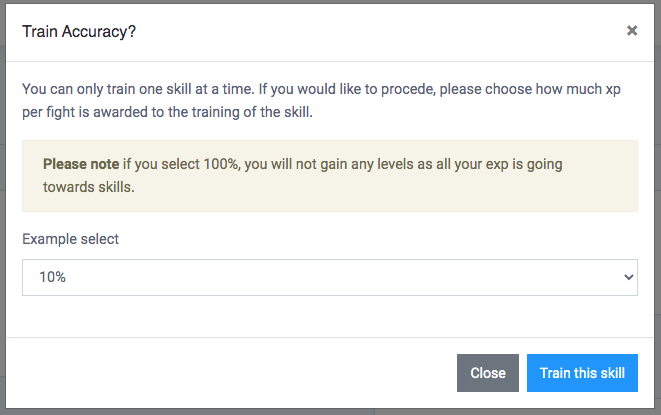 Train Accuracy?
×
You can only train one skill at a time. If you would like to procede, please choose how much xp
per fight is awarded to the training of the skill.
Please note if you select 100%, you will not gain any levels as all your exp is going
towards skills.
Example select
10%
Close
Train this skill